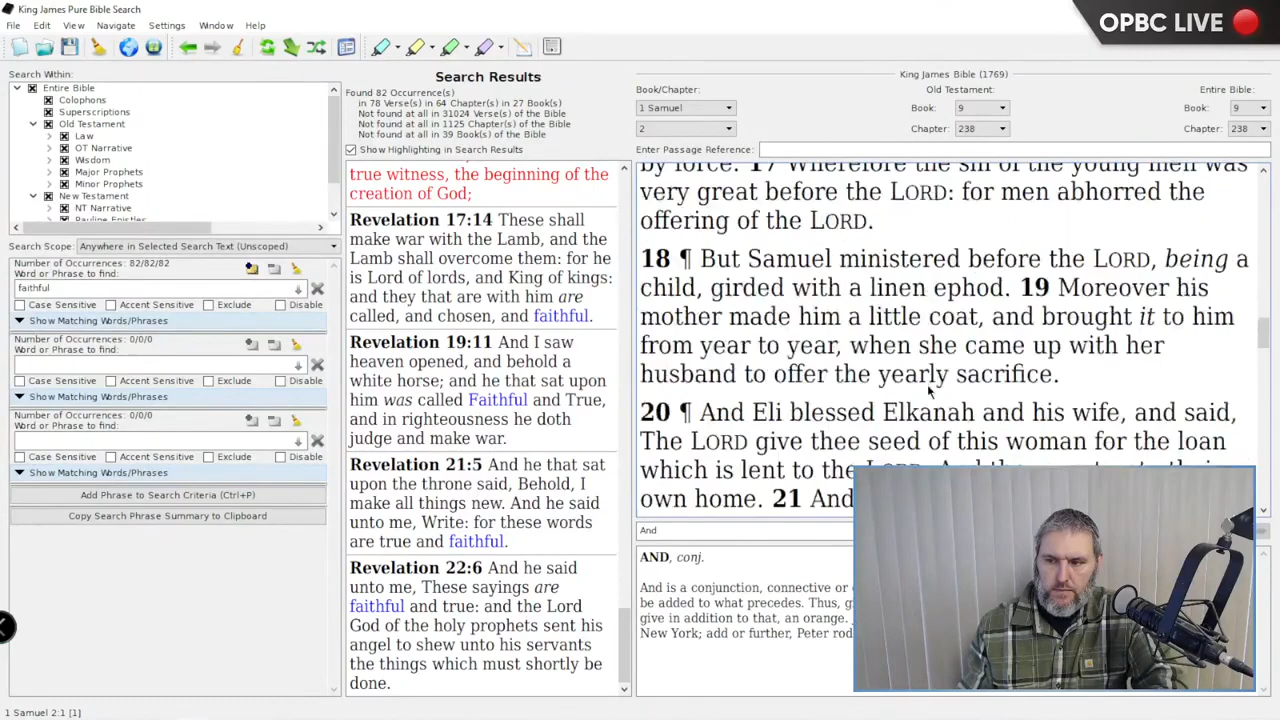 King James Pure Bible Search
OPBC LIVE
File Edit View Navigate Settings Window Help
Search Within:
Entire Bible
Colophons
Superscriptions
Old Testament
Law
OT Narrative
Wisdom
Major Prophets
Minor Prophets
New Testament
NT Narrative
Pauline Epistles
Search Scope: Anywhere in Selected Search Text (Unscoped)
Number of Occurrences: 82/82/82
Word or Phrase to find:
faithful
Case Sensitive Accent Sensitive Exclude Disable
Show Matching Words/Phrases
Number of Occurrences: 0/0/0
Word or Phrase to find:
Case Sensitive Accent Sensitive Exclude Disable
Show Matching Words/Phrases
Number of Occurrences: 0/0/0
Word or Phrase to find:
Case Sensitive Accent Sensitive Exclude Disable
Show Matching Words/Phrases
Add Phrase to Search Criteria (Ctrl+P)
Copy Search Phrase Summary to Clipboard
Search Results
Found 82 Occurrence(s)
in 78 Verse(s) in 64 Chapter(s) in 27 Book(s)
Not found at all in 31024 Verse(s) of the Bible
Not found at all in 1125 Chapter(s) of the Bible
Not found at all in 39 Book(s) of the Bible
Show Highlighting in Search Results
true witness, the beginning of the
creation of God;
Revelation 17:14 These shall
make war with the Lamb, and the
Lamb shall overcome them: for he
is Lord of lords, and King of kings:
and they that are with him are
called, and chosen, and faithful.
Revelation 19:11 And I saw
heaven opened, and behold a
white horse; and he that sat upon
him was called Faithful and True,
and in righteousness he doth
judge and make war.
Revelation 21:5 And he that sat
upon the throne said, Behold, I
make all things new. And he said
unto me, Write: for these words
are true and faithful.
Revelation 22:6 And he said
unto me, These sayings are
faithful and true: and the Lord
God of the holy prophets sent his
angel to shew unto his servants
the things which must shortly be
done.
King James Bible (1769)
Book/Chapter: Old Testament: Entire Bible:
1 Samuel Book: 9 Book: 9
2 Chapter: 238 Chapter: 238
Enter Passage Reference:
by force. 17 Wherefore the sin of the young men was
very great before the LORD: for men abhorred the
offering of the LORD.
18 ¶ But Samuel ministered before the LORD, being a
child, girded with a linen ephod. 19 Moreover his
mother made him a little coat, and brought it to him
from year to year, when she came up with her
husband to offer the yearly sacrifice.
20 ¶ And Eli blessed Elkanah and his wife, and said,
The LORD give thee seed of this woman for the loan
which is lent to the LORD.
own home. 21 And
And
AND, conj.
And is a conjunction, connective or
be added to what precedes. Thus,
give in addition to that, an orange.
New York; add or further, Peter rod
1 Samuel 2:1 [1]